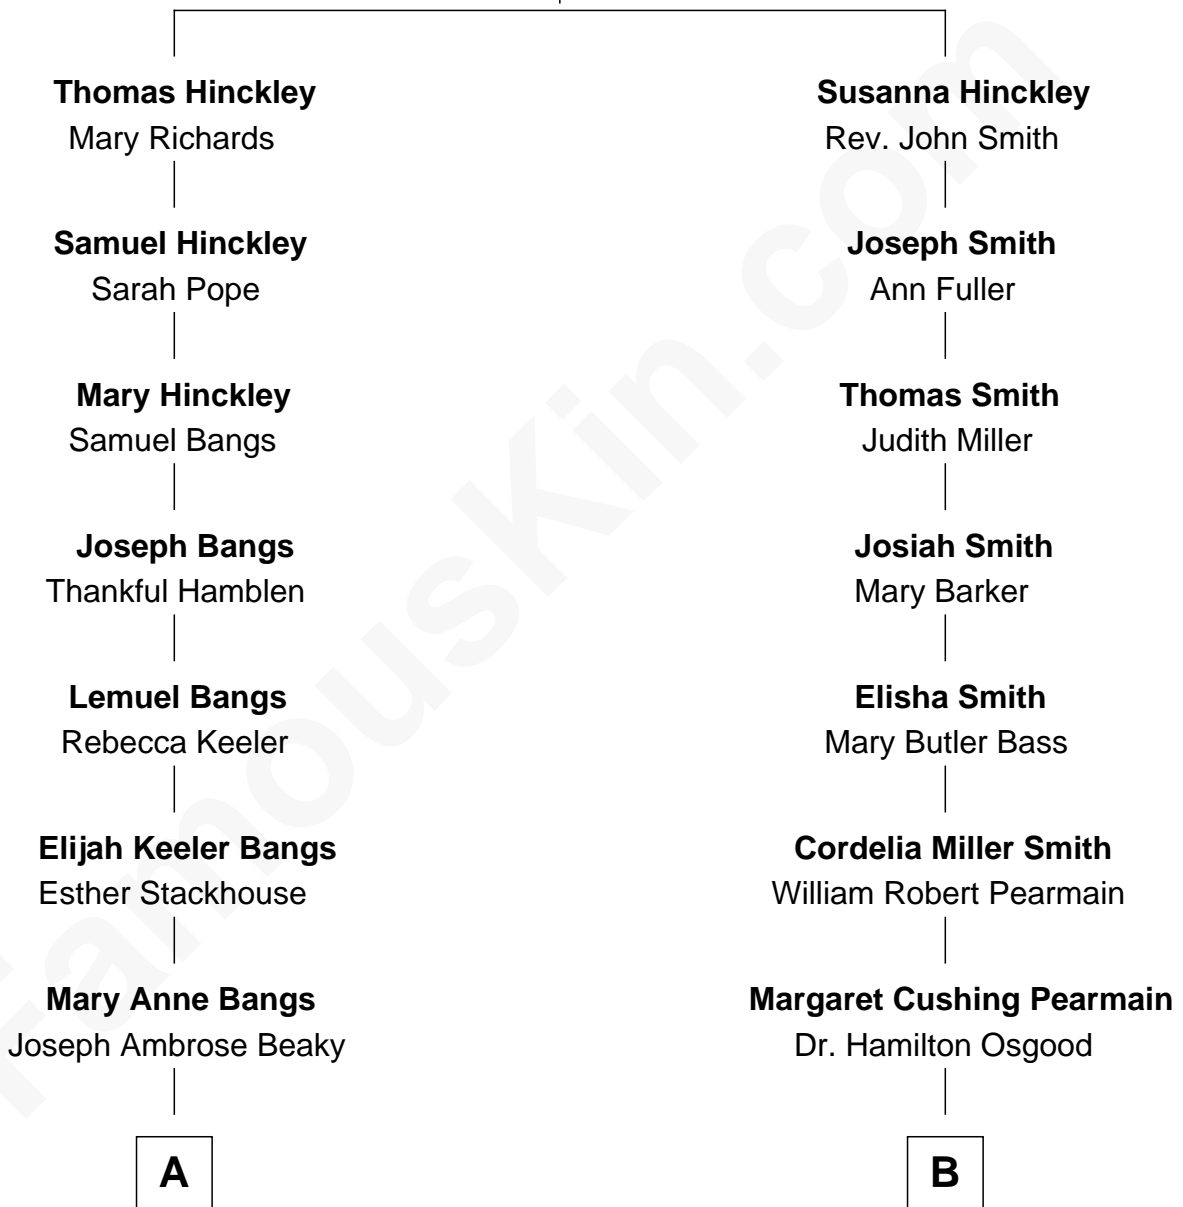 Thomas Hinckley
Mary Richards
Samuel Hinckley
Sarah Pope
Mary Hinckley
Samuel Bangs
Joseph Bangs
Thankful Hamblen
Lemuel Bangs
Rebecca Keeler
Elijah Keeler Bangs
Esther Stackhouse
Mary Anne Bangs
Joseph Ambrose Beaky
A
Susanna Hinckley
Rev. John Smith
Joseph Smith
Ann Fuller
Thomas Smith
Judith Miller
Josiah Smith
Mary Barker
Elisha Smith
Mary Butler Bass
Cordelia Miller Smith
William Robert Pearmain
Margaret Cushing Pearmain
Dr. Hamilton Osgood
B
FamousKin.com